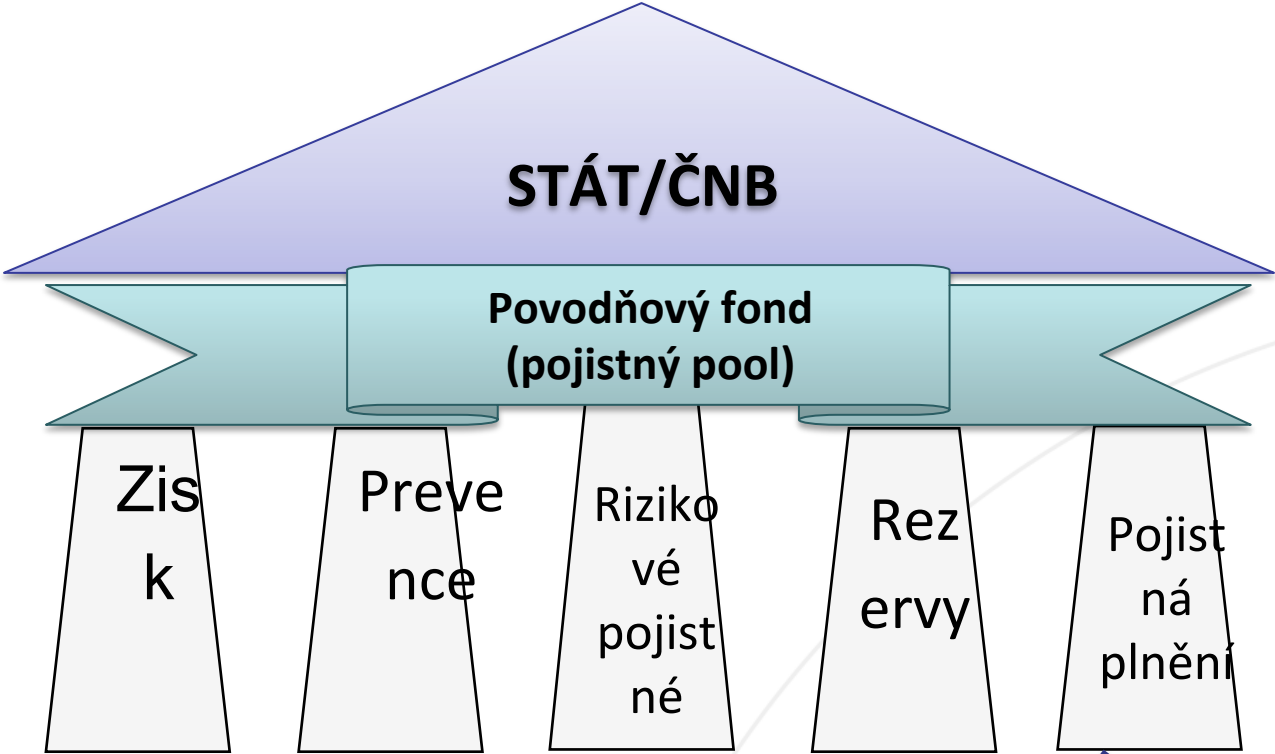 STÁT/ČNB
Povodňový fond
(pojistný pool)
Zis
k
Preve
nce
Riziko
vé
pojist
né
Rez
ervy
Pojist
ná
plnění